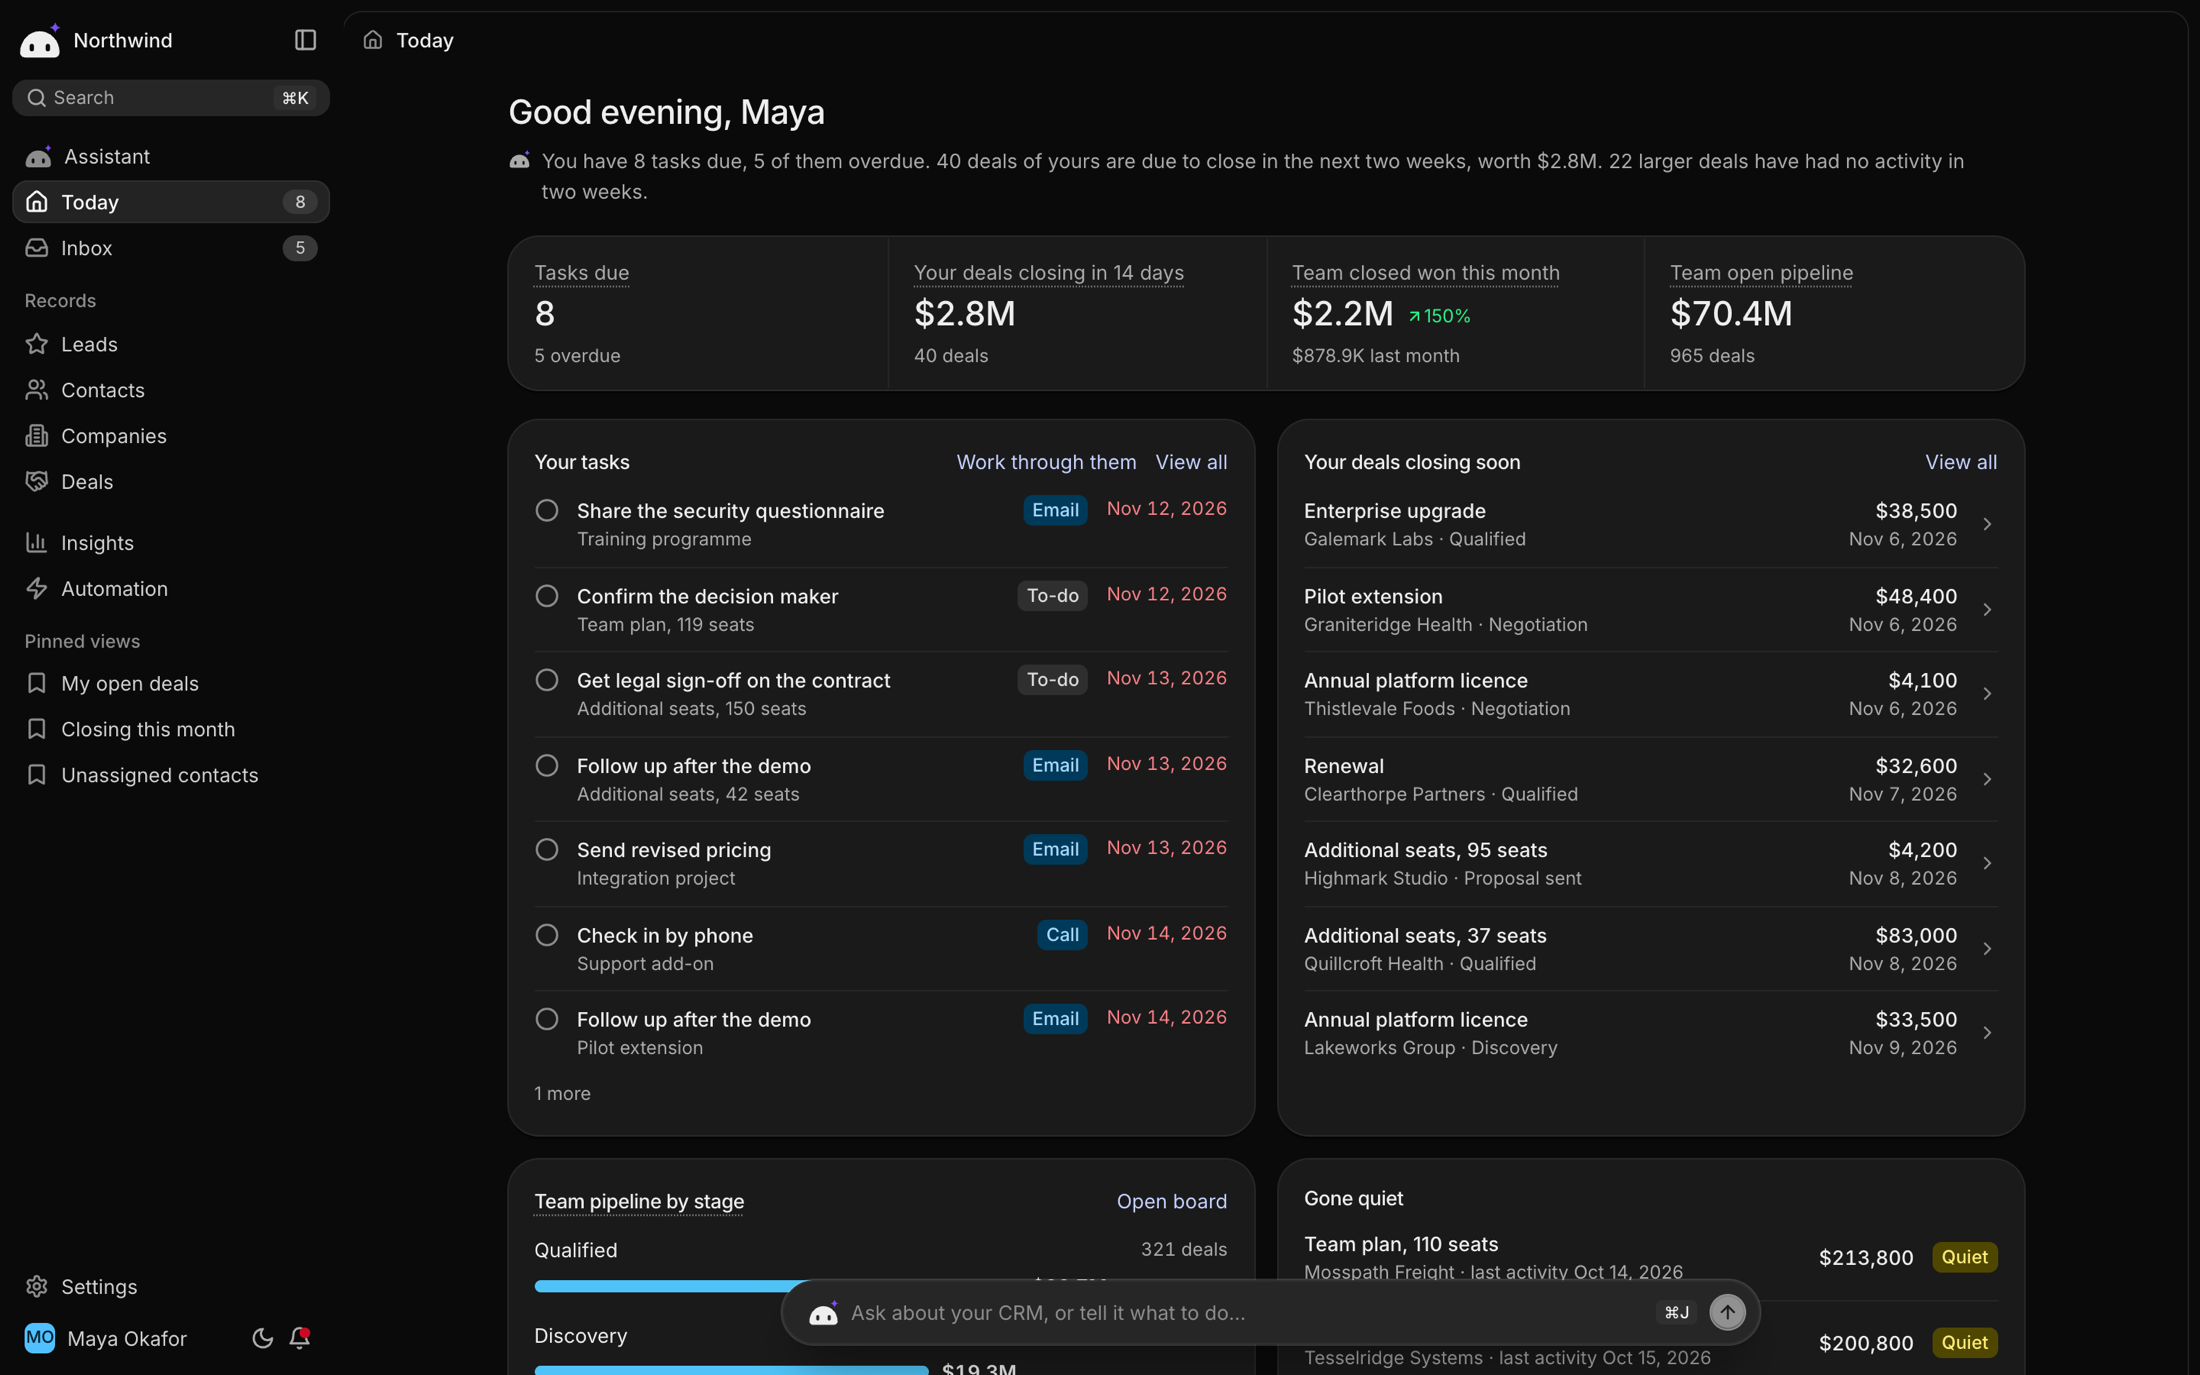 Northwind
Search ⌘K
Assistant
Today 8
Inbox 5
Records
Leads
Contacts
Companies
Deals
Insights
Automation
Pinned views
My open deals
Closing this month
Unassigned contacts
Settings
MO Maya Okafor
Today
Good evening, Maya
You have 8 tasks due, 5 of them overdue. 40 deals of yours are due to close in the next two weeks, worth $2.8M. 22 larger deals have had no activity in
two weeks.
Tasks due
8
5 overdue
Your deals closing in 14 days
$2.8M
40 deals
Team closed won this month
$2.2M 150%
$878.9K last month
Team open pipeline
$70.4M
965 deals
Your tasks Work through them View all
Share the security questionnaire Email Nov 12, 2026
Training programme
Confirm the decision maker To-do Nov 12, 2026
Team plan, 119 seats
Get legal sign-off on the contract To-do Nov 13, 2026
Additional seats, 150 seats
Follow up after the demo Email Nov 13, 2026
Additional seats, 42 seats
Send revised pricing Email Nov 13, 2026
Integration project
Check in by phone Call Nov 14, 2026
Support add-on
Follow up after the demo Email Nov 14, 2026
Pilot extension
1 more
Your deals closing soon View all
Enterprise upgrade $38,500
Galemark Labs · Qualified Nov 6, 2026
Pilot extension $48,400
Graniteridge Health · Negotiation Nov 6, 2026
Annual platform licence $4,100
Thistlevale Foods · Negotiation Nov 6, 2026
Renewal $32,600
Clearthorpe Partners · Qualified Nov 7, 2026
Additional seats, 95 seats $4,200
Highmark Studio · Proposal sent Nov 8, 2026
Additional seats, 37 seats $83,000
Quillcroft Health · Qualified Nov 8, 2026
Annual platform licence $33,500
Lakeworks Group · Discovery Nov 9, 2026
Team pipeline by stage Open board
Qualified 321 deals
Discovery
$19.3M
Gone quiet
Team plan, 110 seats $213,800 Quiet
Mosspath Freight · last activity Oct 14, 2026
$200,800 Quiet
Tesselridge Systems · last activity Oct 15, 2026
Ask about your CRM, or tell it what to do... ⌘J